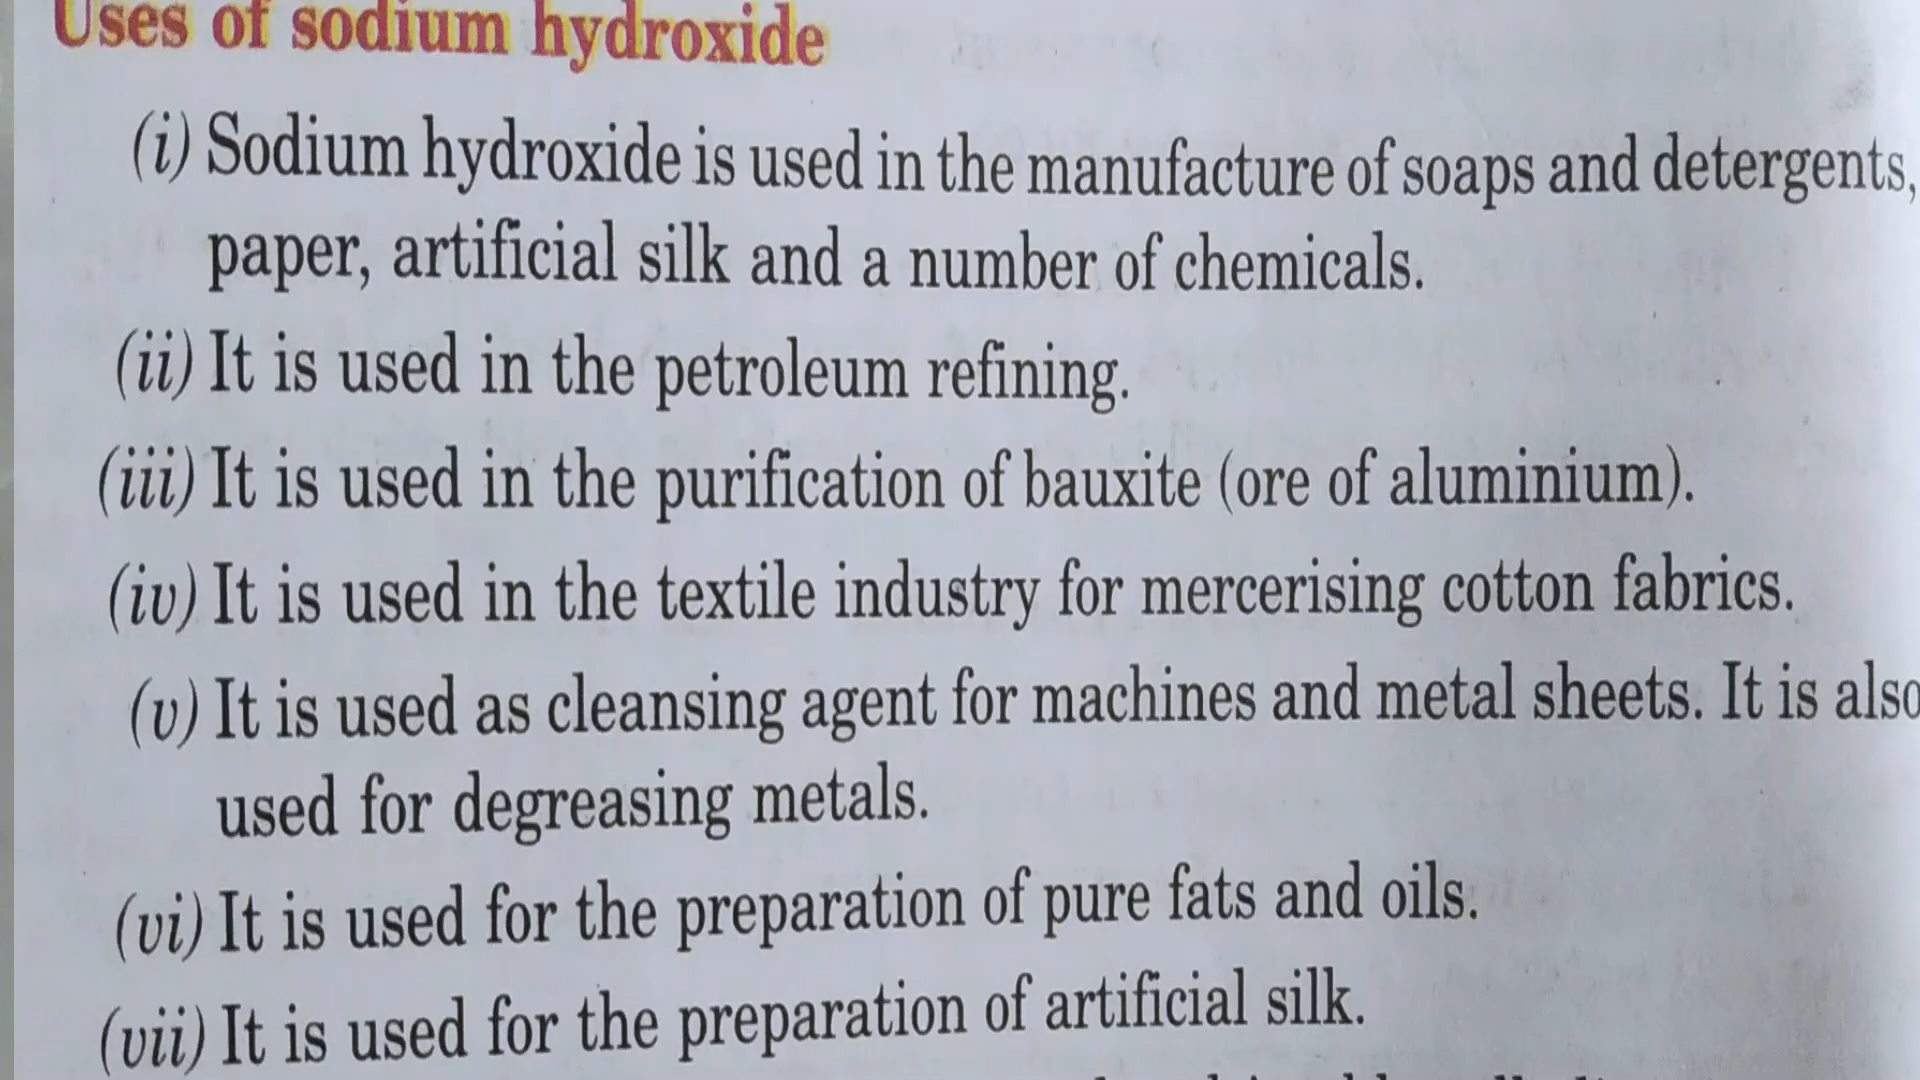 Uses of sodium hydroxide
(i) Sodium hydroxide is used in the manufacture of soaps and detergents,
paper, artificial silk and a number of chemicals.
(ii) It is used in the petroleum refining.
(iii) It is used in the purification of bauxite (ore of aluminium).
(iv) It is used in the textile industry for mercerising cotton fabrics.
(v) It is used as cleansing agent for machines and metal sheets. It is also
used for degreasing metals.
(vi) It is used for the preparation of pure fats and oils.
(vii) It is used for the preparation of artificial silk.